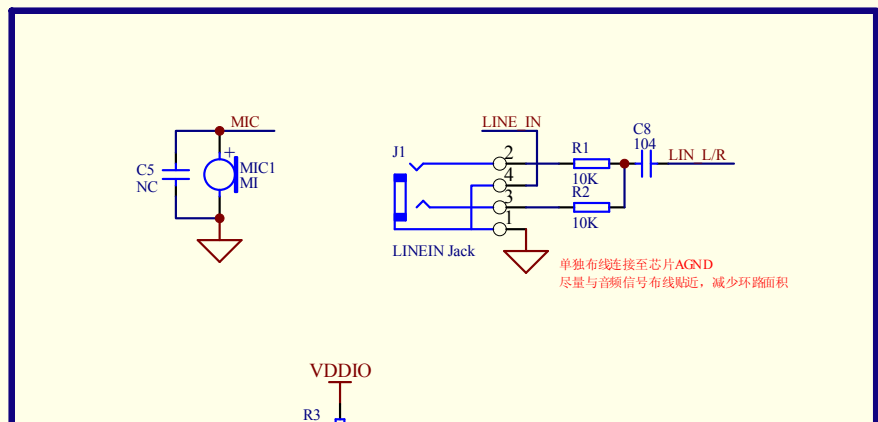 MIC
+
C5
NC
MIC1
MI
LINE_IN
J1
2
4
3
1
LINEIN Jack
R1
10K
R2
10K
C8
104
LIN_L/R
单独布线连接至芯片AGND
尽量与音频信号布线贴近，减少环路面积
VDDIO
R3